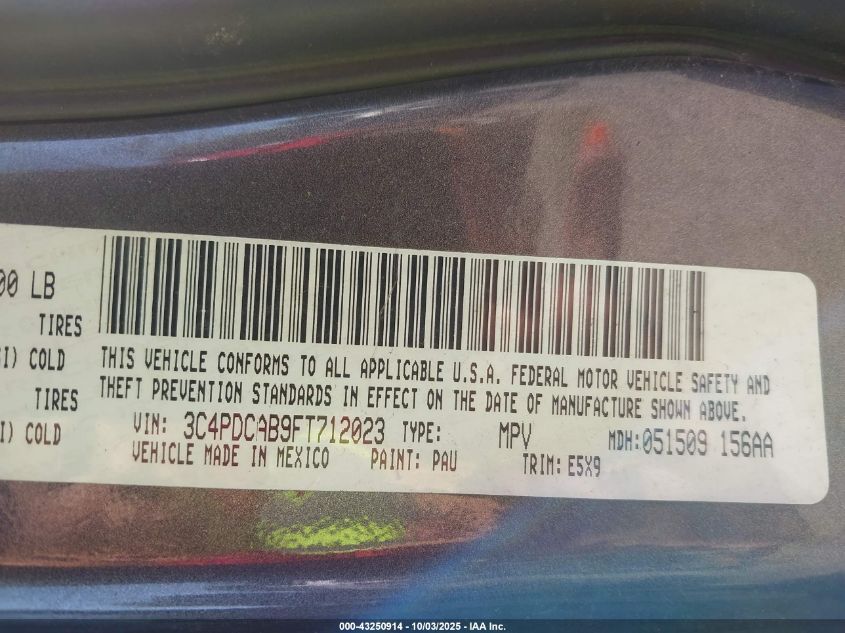 00 LB
TIRES
I) COLD
TIRES
I) COLD
THIS VEHICLE CONFORMS TO ALL APPLICABLE U.S.A. FEDERAL MOTOR VEHICLE SAFETY AND
THEFT PREVENTION STANDARDS IN EFFECT ON THE DATE OF MANUFACTURE SHOWN ABOVE.
VIN: 3C4PDCAB9FT712023 TYPE: MPV MDH:051509 156AA
VEHICLE MADE IN MEXICO PAINT: PAU TRIM: E5X9
000-43250914 - 10/03/2025 - IAA Inc.